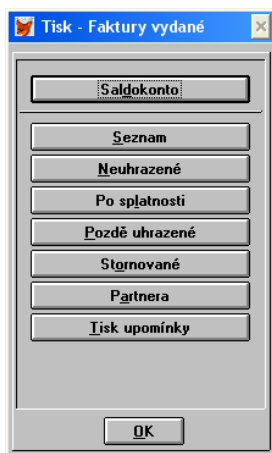 Tisk - Faktury vydané
Saldokonto
Seznam
Neuhrazené
Po splatnosti
Pozdě uhrazené
Stornované
Partnera
Tisk upomínky
OK